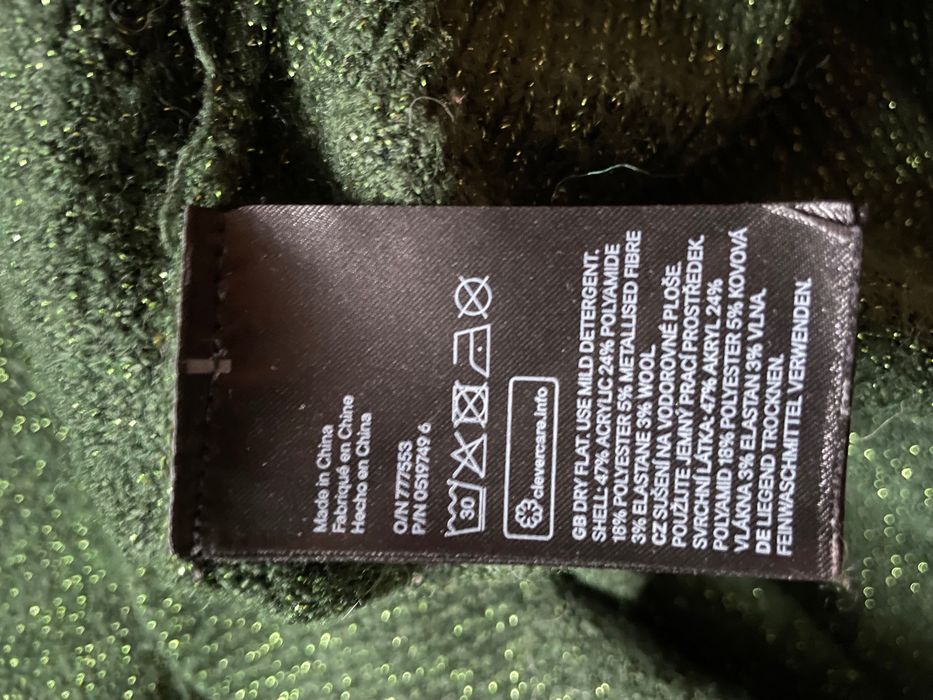 Made in China
Fabriqué en Chine
Hecho en China
O/N 777553
P/N 0519749 6
30
clevercare.info
GB DRY FLAT. USE MILD DETERGENT.
SHELL: 47% ACRYLIC 24% POLYAMIDE
18% POLYESTER 5% METALLISED FIBRE
3% ELASTANE 3% WOOL
CZ SUŠENÍ NA VODOROVNÉ PLOŠE.
POUŽIJTE JEMNÝ PRACÍ PROSTŘEDEK.
SVRCHNÍ LÁTKA: 47% AKRYL 24%
POLYAMID 18% POLYESTER 5% KOVOVÁ
VLÁKNA 3% ELASTAN 3% VLNA.
DE LIEGEND TROCKNEN.
FEINWASCHMITTEL VERWENDEN.